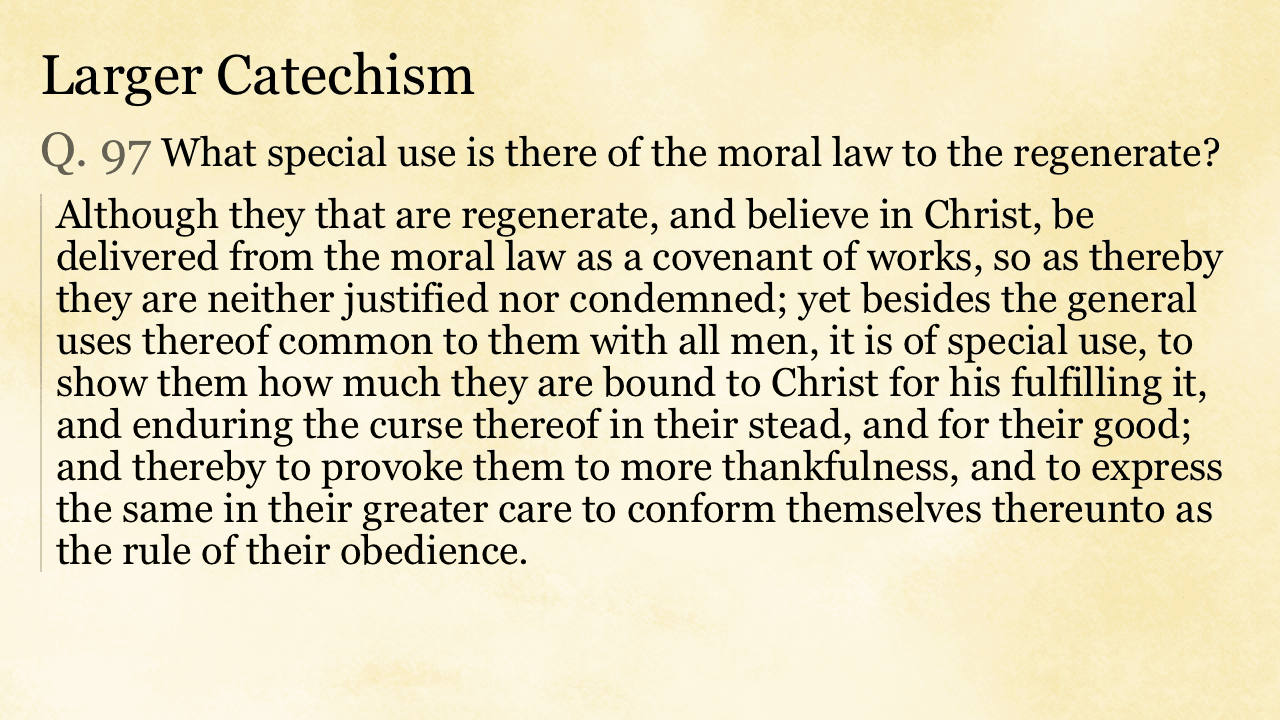 Larger Catechism
Q. 97 What special use is there of the moral law to the regenerate?
Although they that are regenerate, and believe in Christ, be
delivered from the moral law as a covenant of works, so as thereby
they are neither justified nor condemned; yet besides the general
uses thereof common to them with all men, it is of special use, to
show them how much they are bound to Christ for his fulfilling it,
and enduring the curse thereof in their stead, and for their good;
and thereby to provoke them to more thankfulness, and to express
the same in their greater care to conform themselves thereunto as
the rule of their obedience.